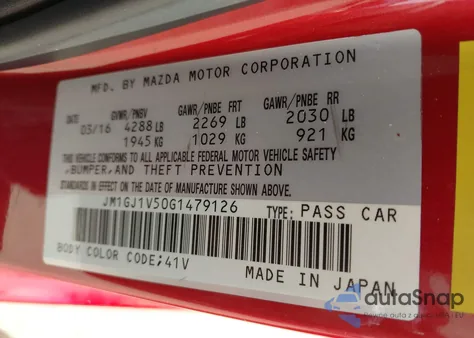 MFD. BY MAZDA MOTOR CORPORATION
DATE GVWR/PNBV GAWR/PNBE FRT GAWR/PNBE RR
03/16 4288 LB 2269 LB 2030 LB
1945 KG 1029 KG 921 KG
THIS VEHICLE CONFORMS TO ALL APPLICABLE FEDERAL MOTOR VEHICLE SAFETY
,BUMPER,AND THEFT PREVENTION
STANDARDS IN EFFECT ON THE DATE OF MANUFACTURE SHOWN ABOVE.
JM1GJ1V50G1479126 TYPE: PASS CAR
BODY COLOR CODE;41V
MADE IN JAPAN
autoSnap